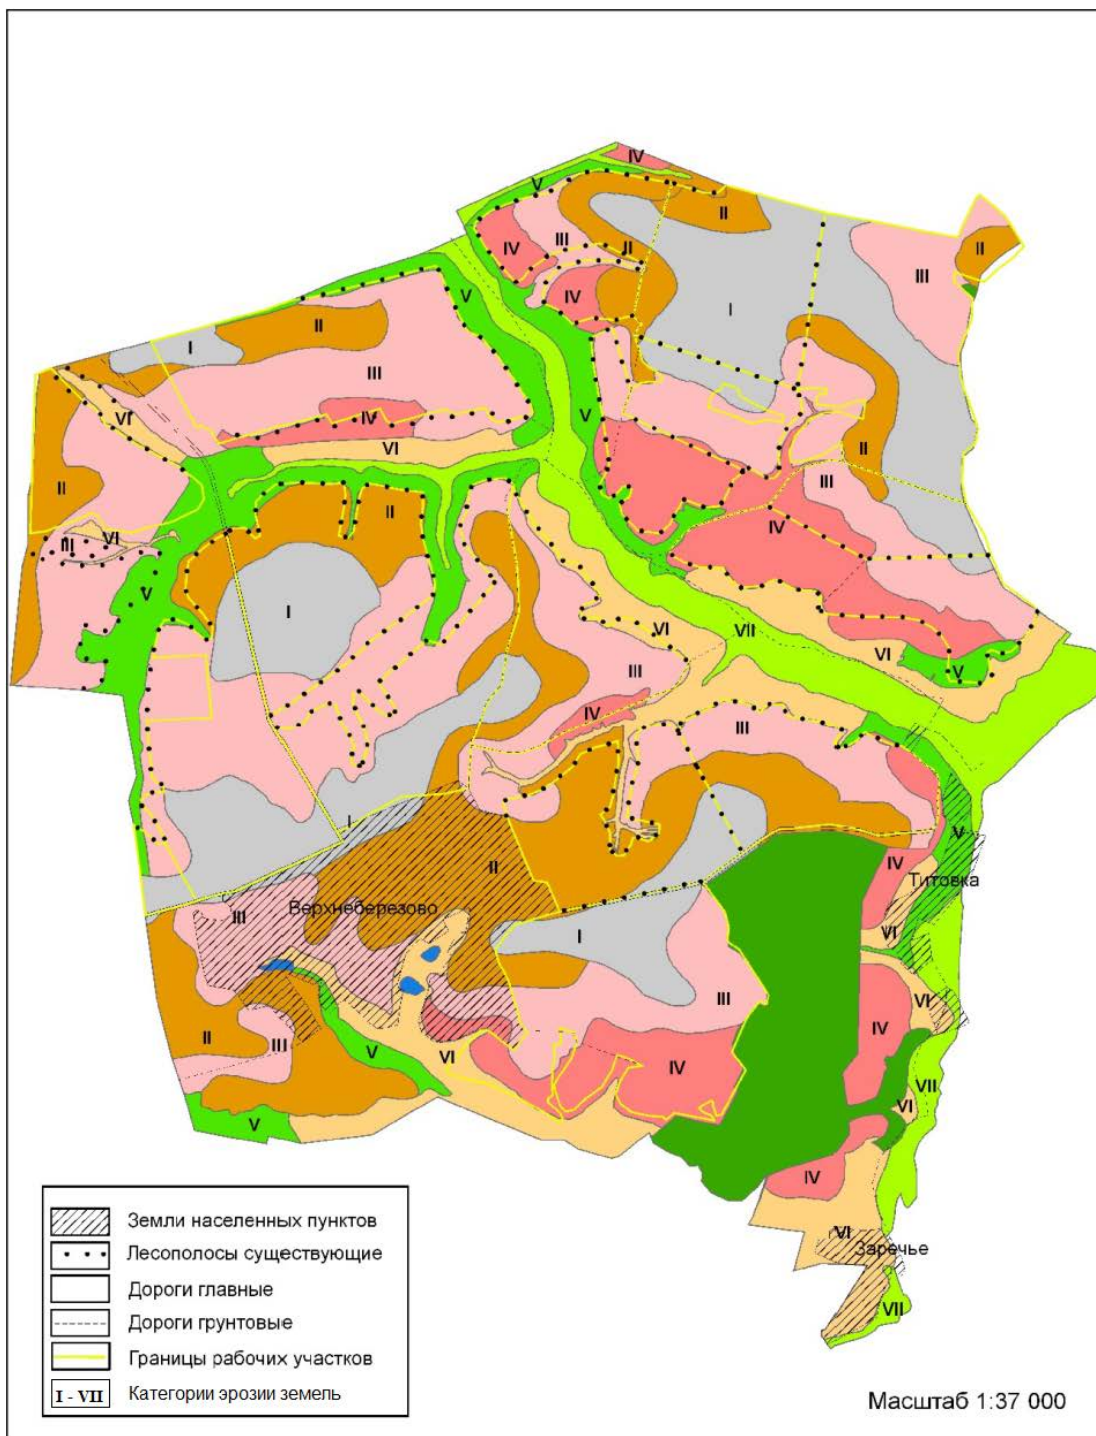 IV
V
II
IV
III
II
II
III
V
IV
I
II
I
III
V
IV
VI
VI
II
III
II
II
IV
VI
V
I
VI
VII
III
VI
V
IV
III
I
II
V
IV
Титовка
III
Верхнеберезово
I
VI
III
VI
II
III
V
VI
IV
IV
VII
VI
V
IV
VI
Заречье
VII
Земли населенных пунктов
Лесополосы существующие
Дороги главные
Дороги грунтовые
Границы рабочих участков
I - VII Категории эрозии земель
Масштаб 1:37 000